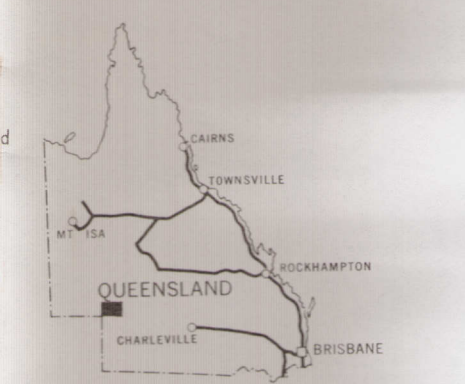 d
CAIRNS
TOWNSVILLE
MT ISA
ROCKHAMPTON
QUEENSLAND
CHARLEVILLE
BRISBANE